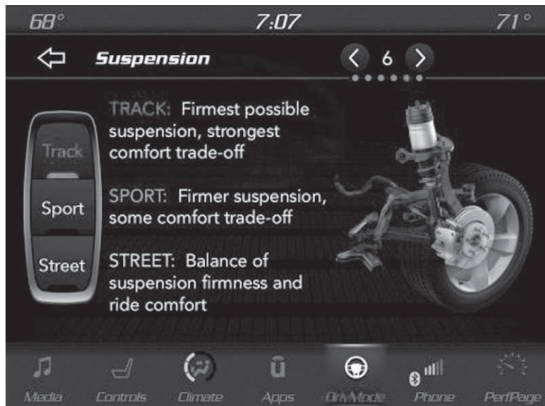 68° 7:07 71°
Suspension 6
TRACK: Firmest possible
suspension, strongest
comfort trade-off
Track
SPORT: Firmer suspension,
some comfort trade-off
Sport
STREET: Balance of
suspension firmness and
ride comfort
Street
Media Controls Climate Apps DrivMode Phone PerfPage